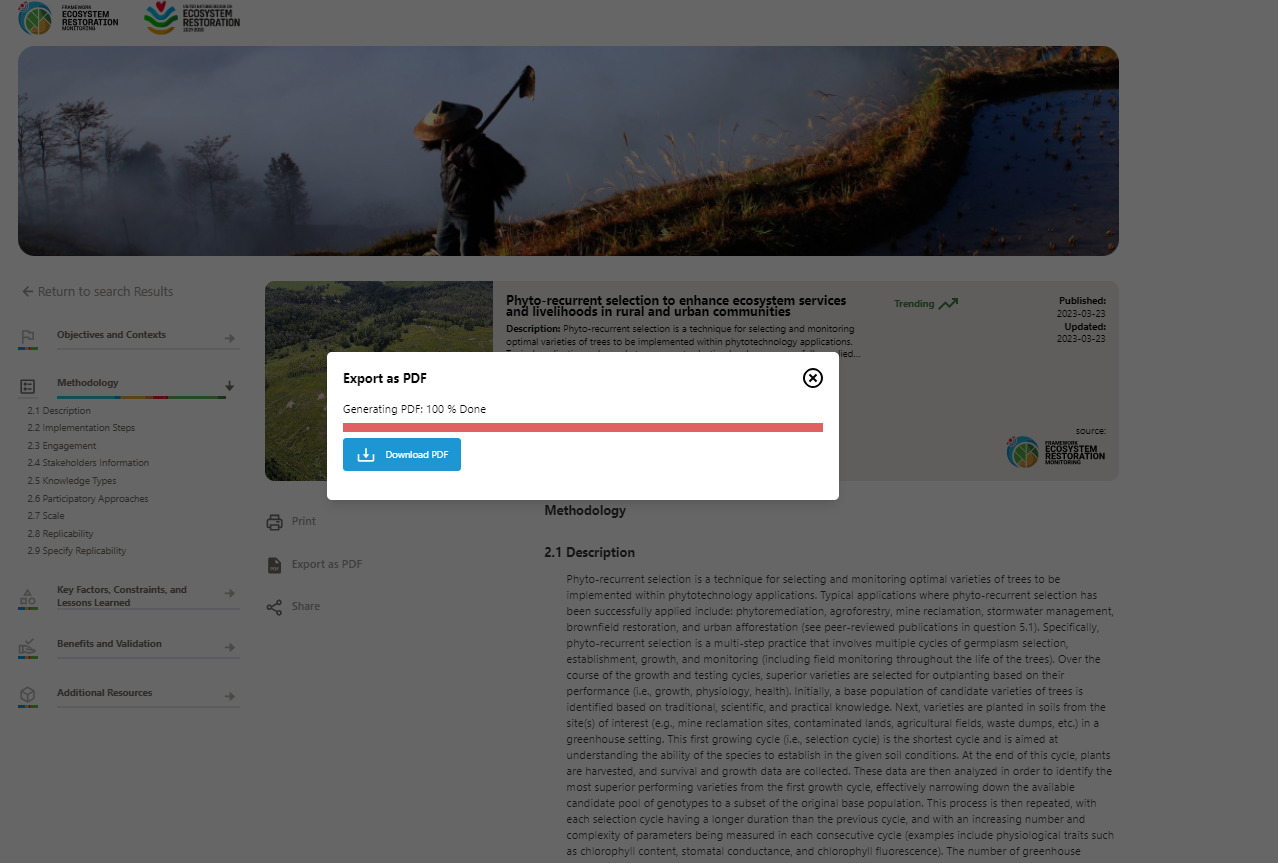 FRAMEWORK
ECOSYSTEM
RESTORATION
MONITORING
UNITED NATIONS DECADE ON
ECOSYSTEM
RESTORATION
2021-2030
Return to search Results
Objectives and Contexts
Methodology
2.1 Description
2.2 Implementation Steps
2.3 Engagement
2.4 Stakeholders Information
2.5 Knowledge Types
2.6 Participatory Approaches
2.7 Scale
2.8 Replicability
2.9 Specify Replicability
Key Factors, Constraints, and
Lessons Learned
Benefits and Validation
Additional Resources
Phyto-recurrent selection to enhance ecosystem services
and livelihoods in rural and urban communities
Description: Phyto-recurrent selection is a technique for selecting and monitoring
optimal varieties of trees to be implemented within phytotechnology applications.
Trending
Published:
2023-03-23
Updated:
2023-03-23
source:
FRAMEWORK
ECOSYSTEM
RESTORATION
MONITORING
Export as PDF
Generating PDF: 100 % Done
Download PDF
Print
Export as PDF
Share
Methodology
2.1 Description
Phyto-recurrent selection is a technique for selecting and monitoring optimal varieties of trees to be
implemented within phytotechnology applications. Typical applications where phyto-recurrent selection has
been successfully applied include: phytoremediation, agroforestry, mine reclamation, stormwater management,
brownfield restoration, and urban afforestation (see peer-reviewed publications in question 5.1). Specifically,
phyto-recurrent selection is a multi-step practice that involves multiple cycles of germplasm selection,
establishment, growth, and monitoring (including field monitoring throughout the life of the trees). Over the
course of the growth and testing cycles, superior varieties are selected for outplanting based on their
performance (i.e., growth, physiology, health). Initially, a base population of candidate varieties of trees is
identified based on traditional, scientific, and practical knowledge. Next, varieties are planted in soils from the
site(s) of interest (e.g., mine reclamation sites, contaminated lands, agricultural fields, waste dumps, etc.) in a
greenhouse setting. This first growing cycle (i.e., selection cycle) is the shortest cycle and is aimed at
understanding the ability of the species to establish in the given soil conditions. At the end of this cycle, plants
are harvested, and survival and growth data are collected. These data are then analyzed in order to identify the
most superior performing varieties from the first growth cycle, effectively narrowing down the available
candidate pool of genotypes to a subset of the original base population. This process is then repeated, with
each selection cycle having a longer duration than the previous cycle, and with an increasing number and
complexity of parameters being measured in each consecutive cycle (examples include physiological traits such
as chlorophyll content, stomatal conductance, and chlorophyll fluorescence). The number of greenhouse